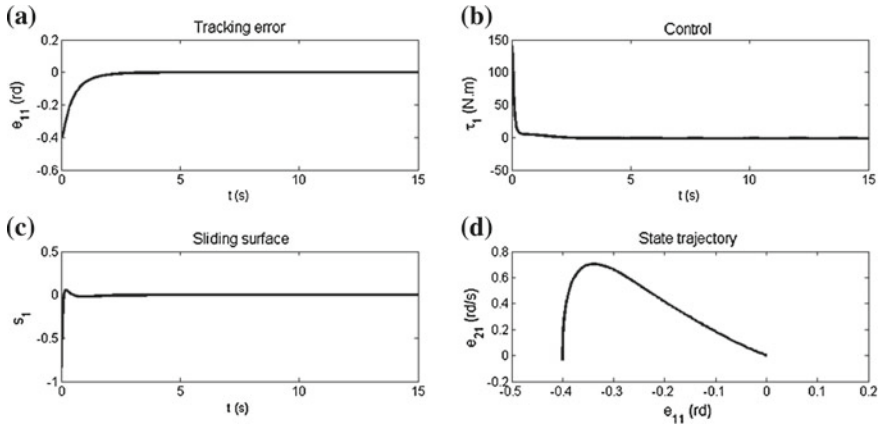 (a)
Tracking error
0.2
0
-0.2
-0.4
-0.6
e11 (rd)
0
5
10
15
t (s)
(b)
Control
150
100
50
0
-50
τ1 (N.m)
0
5
10
15
t (s)
(c)
Sliding surface
0.5
0
-0.5
-1
s1
0
5
10
15
t (s)
(d)
State trajectory
0.8
0.6
0.4
0.2
0
-0.2
e21 (rd/s)
-0.5
-0.4
-0.3
-0.2
-0.1
0
0.1
0.2
e11 (rd)